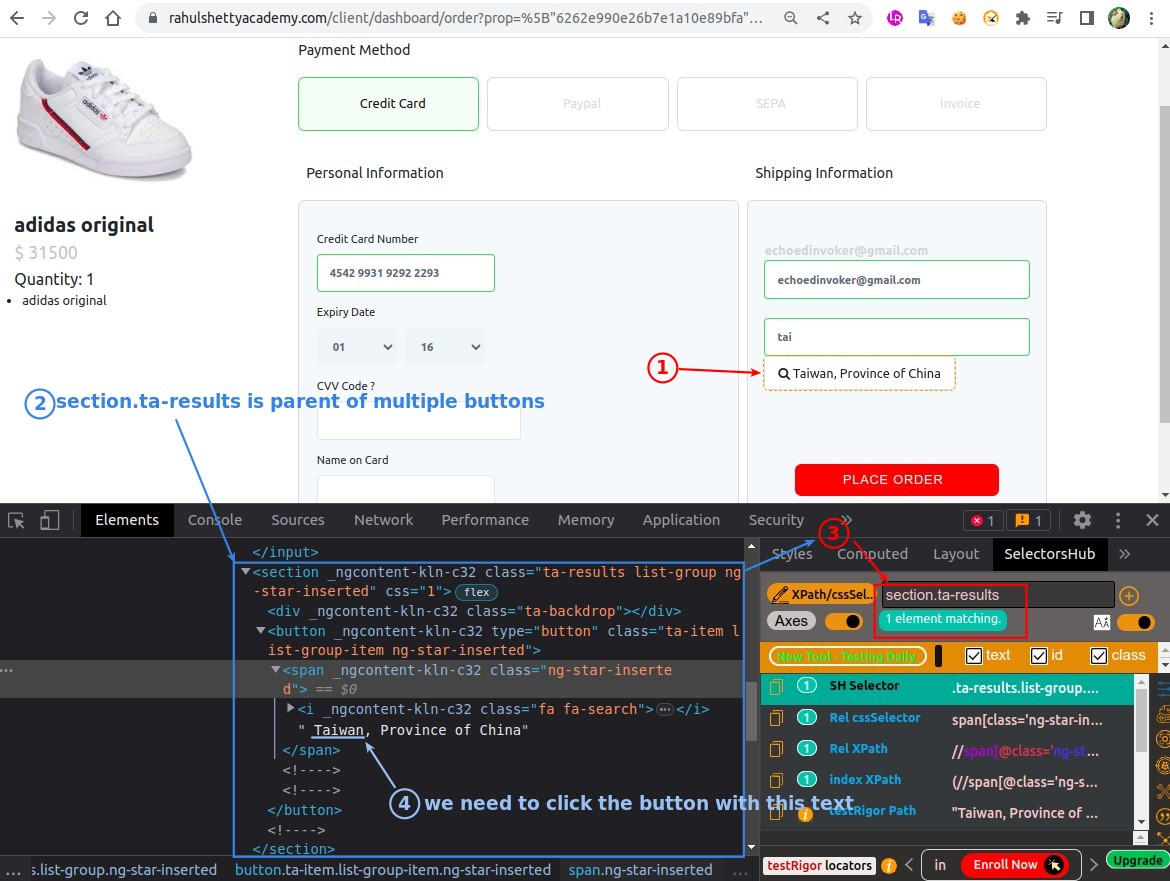 rahulshettyacademy.com/client/dashboard/order?prop=%5B"6262e990e26b7e1a10e89bfa"...
Payment Method
Credit Card
Paypal
SEPA
Invoice
adidas original
$ 31500
Quantity: 1
• adidas original
Personal Information
Credit Card Number
4542 9931 9292 2293
Expiry Date
01
16
CVV Code ?
Name on Card
Shipping Information
echoedinvoker@gmail.com
echoedinvoker@gmail.com
tai
Taiwan, Province of China
PLACE ORDER
1
2 section.ta-results is parent of multiple buttons
3
Elements Console Sources Network Performance Memory Application Security » 1 1
</input>
<section _ngcontent-kln-c32 class="ta-results list-group ng
-star-inserted" css="1"> flex
<div _ngcontent-kln-c32 class="ta-backdrop"></div>
<button _ngcontent-kln-c32 type="button" class="ta-item l
ist-group-item ng-star-inserted">
<span _ngcontent-kln-c32 class="ng-star-inserte
d"> == $0
<i _ngcontent-kln-c32 class="fa fa-search">…</i>
" Taiwan, Province of China"
</span>
<!---->
<!---->
</button>
<!---->
</section>
4 we need to click the button with this text
... s.list-group.ng-star-inserted button.ta-item.list-group-item.ng-star-inserted span.ng-star-inserted ...
Styles Computed Layout SelectorsHub »
XPath/cssSel..
section.ta-results
Axes
1 element matching.
New Tool - Testing Daily
text id class
1 SH Selector .ta-results.list-group....
1 Rel cssSelector span[class='ng-star-in...
1 Rel XPath //span[@class='ng-st...
1 index XPath (//span[@class='ng-s...
testRigor Path "Taiwan, Province of ...
testRigor locators
in
Enroll Now
Upgrade